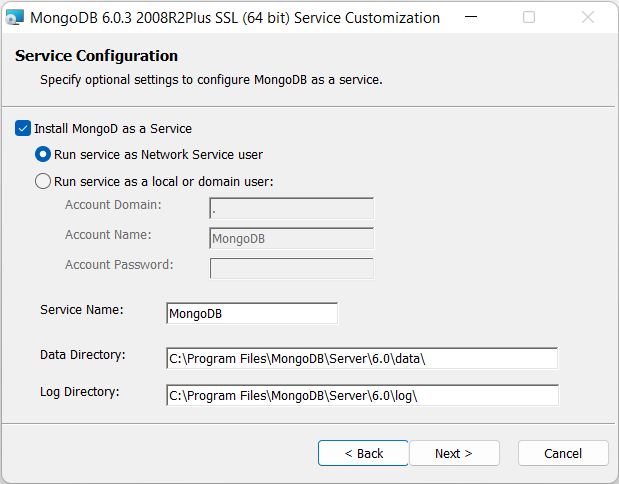 MongoDB 6.0.3 2008R2Plus SSL (64 bit) Service Customization
Service Configuration
Specify optional settings to configure MongoDB as a service.
Install MongoD as a Service
Run service as Network Service user
Run service as a local or domain user:
Account Domain: .
Account Name: MongoDB
Account Password:
Service Name: MongoDB
Data Directory: C:\Program Files\MongoDB\Server\6.0\data\
Log Directory: C:\Program Files\MongoDB\Server\6.0\log\
< Back Next > Cancel